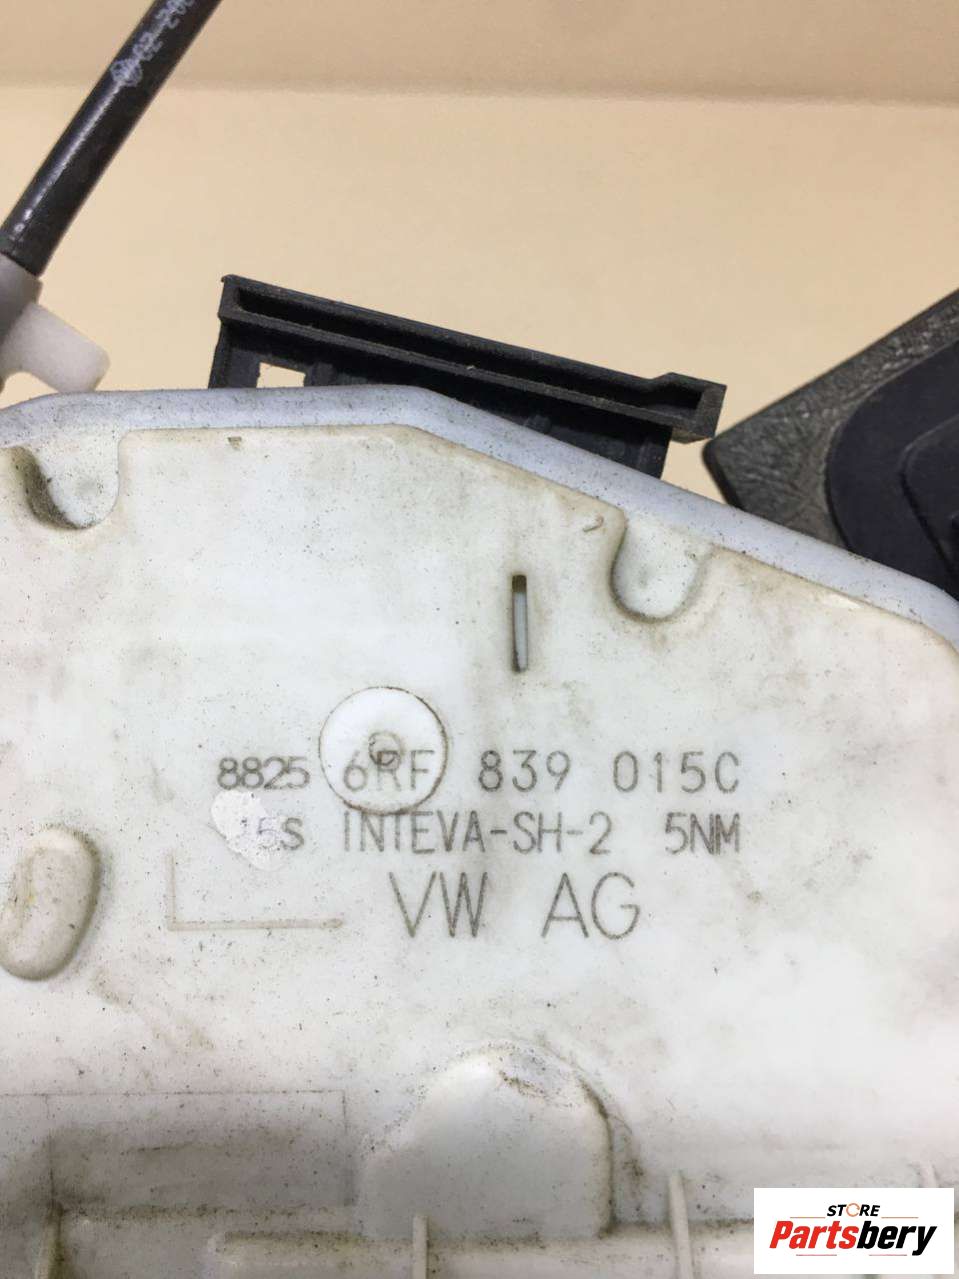 8825 6RF 839 015C
INTEVA-SH-2 5NM
VW AG
STORE
Partsbery